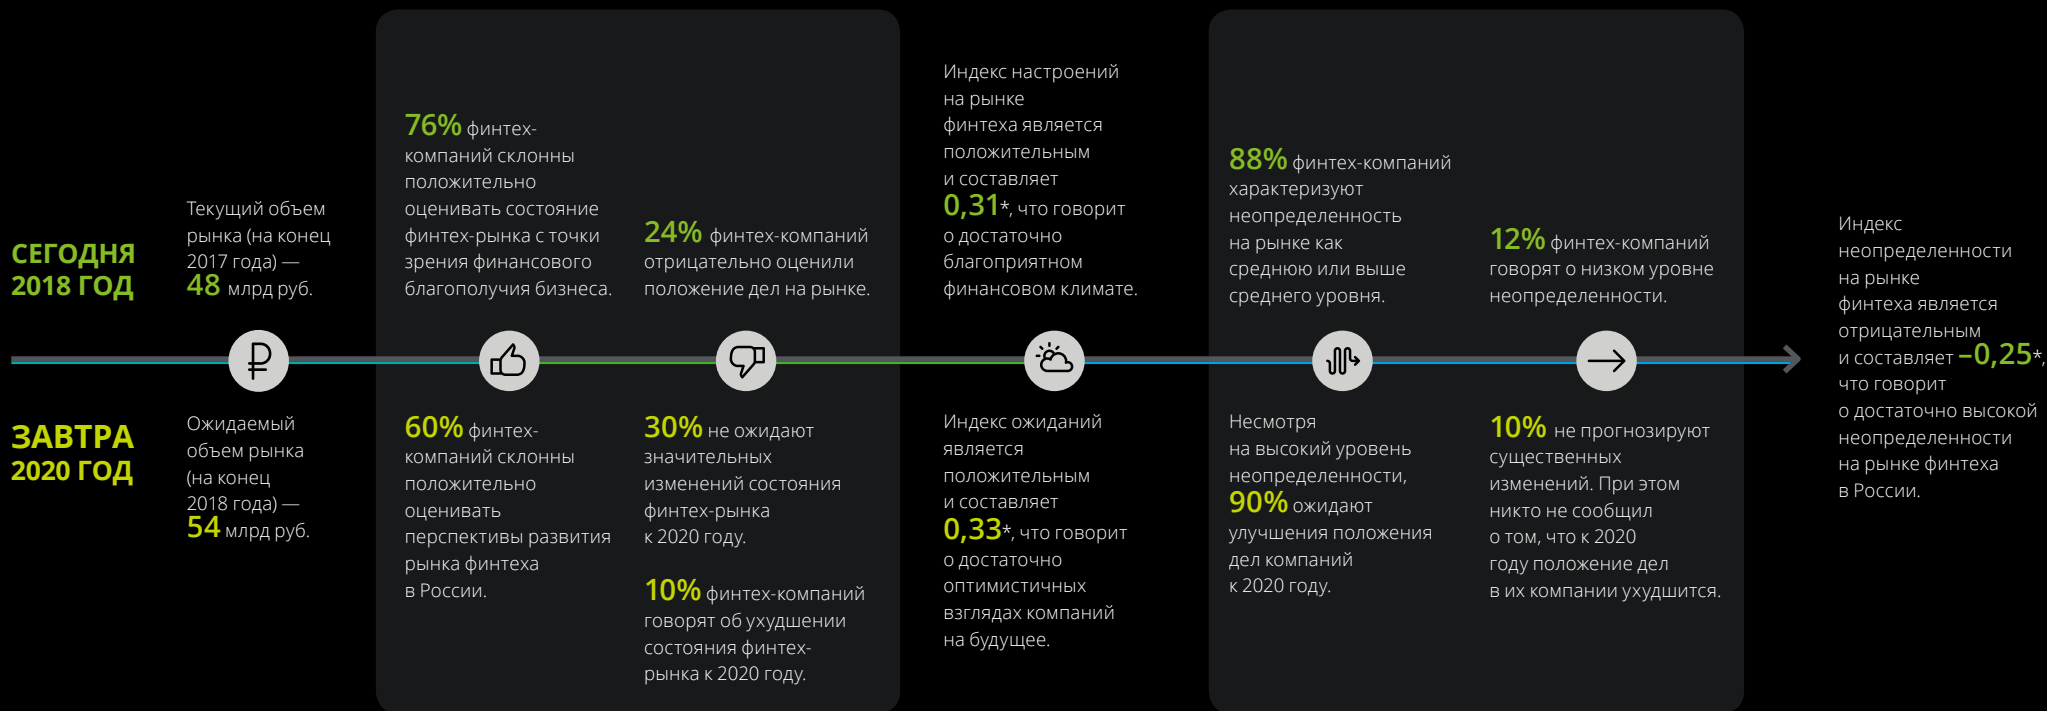 СЕГОДНЯ
2018 ГОД
Текущий объем
рынка (на конец
2017 года) —
48 млрд руб.
76% финтех-
компаний склонны
положительно
оценивать состояние
финтех-рынка с точки
зрения финансового
благополучия бизнеса.
24% финтех-компаний
отрицательно оценили
положение дел на рынке.
Индекс настроений
на рынке
финтеха является
положительным
и составляет
0,31*, что говорит
о достаточно
благоприятном
финансовом климате.
88% финтех-компаний
характеризуют
неопределенность
на рынке как
среднюю или выше
среднего уровня.
12% финтех-компаний
говорят о низком уровне
неопределенности.
Индекс
неопределенности
на рынке
финтеха является
отрицательным
и составляет –0,25*,
что говорит
о достаточно высокой
неопределенности
на рынке финтеха
в России.
ЗАВТРА
2020 ГОД
Ожидаемый
объем рынка
(на конец
2018 года) —
54 млрд руб.
60% финтех-
компаний склонны
положительно
оценивать
перспективы развития
рынка финтеха
в России.
30% не ожидают
значительных
изменений состояния
финтех-рынка
к 2020 году.
10% финтех-компаний
говорят об ухудшении
состояния финтех-
рынка к 2020 году.
Индекс ожиданий
является
положительным
и составляет
0,33*, что говорит
о достаточно
оптимистичных
взглядах компаний
на будущее.
Несмотря
на высокий уровень
неопределенности,
90% ожидают
улучшения положения
дел компаний
к 2020 году.
10% не прогнозируют
существенных
изменений. При этом
никто не сообщил
о том, что к 2020
году положение дел
в их компании ухудшится.